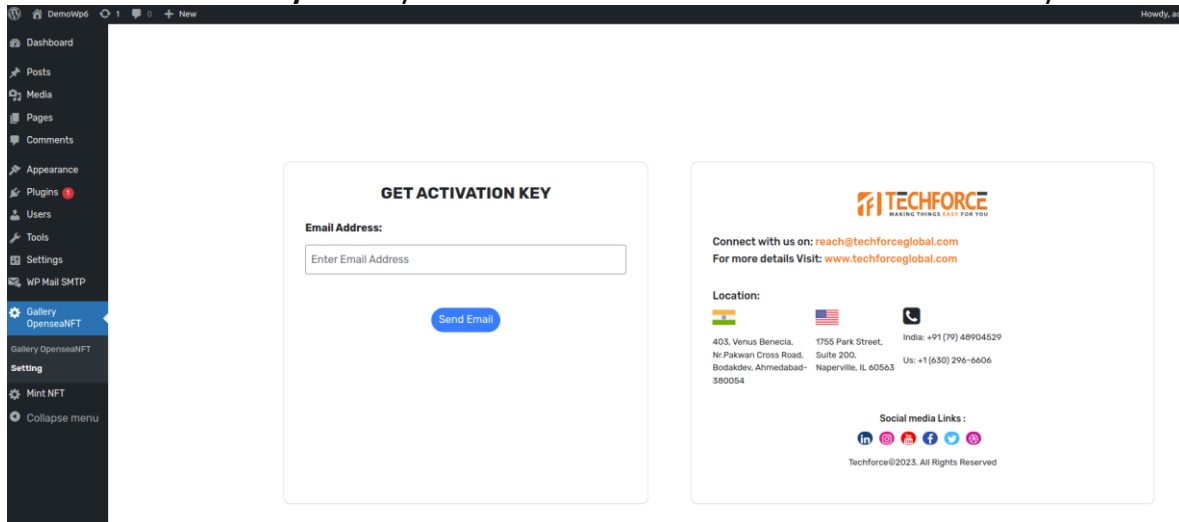 DemoWp6 1 0 + New
Howdy, ad
Dashboard
Posts
Media
Pages
Comments
Appearance
Plugins 1
Users
Tools
Settings
WP Mail SMTP
Gallery
OpenseaNFT
Gallery OpenseaNFT
Setting
Mint NFT
Collapse menu
GET ACTIVATION KEY
Email Address:
Enter Email Address
Send Email
TECHFORCE
MAKING THINGS EASY FOR YOU
Connect with us on: reach@techforceglobal.com
For more details Visit: www.techforceglobal.com
Location:
403, Venus Benecia,
Nr.Pakwan Cross Road,
Bodakdev, Ahmedabad-
380054
1755 Park Street,
Suite 200,
Naperville, IL 60563
India: +91 (79) 48904529
Us: +1 (630) 296-6606
Social media Links :
Techforce©2023. All Rights Reserved